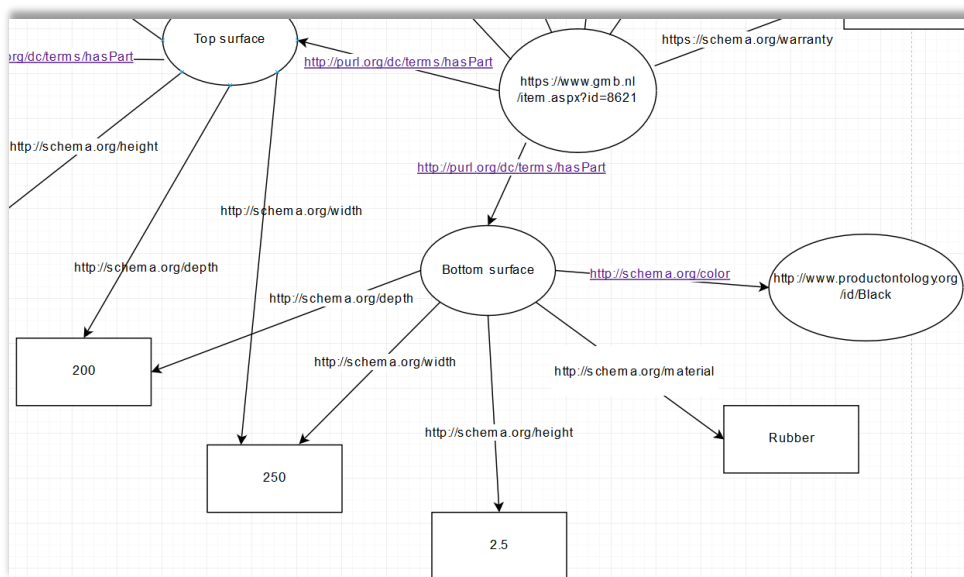 Top surface
https://schema.org/warranty
org/dc/terms/hasPart
http://purl.org/dc/terms/hasPart
https://www.gmb.nl
/item.aspx?id=8621
http://schema.org/height
http://purl.org/dc/terms/hasPart
http://schema.org/width
http://schema.org/depth
Bottom surface
http://schema.org/color
http://www.productontology.org
/id/Black
http://schema.org/depth
200
http://schema.org/width
http://schema.org/material
http://schema.org/height
Rubber
250
2.5